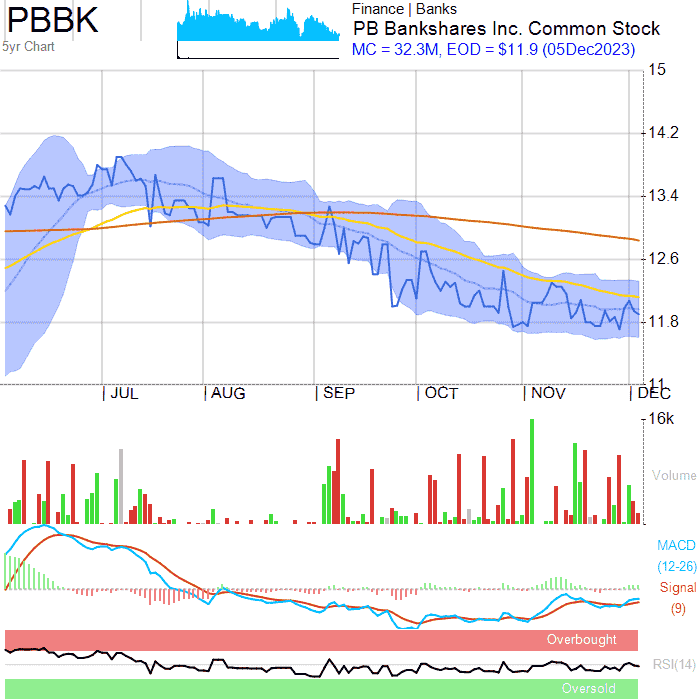 PBBK
5yr Chart
Finance | Banks
PB Bankshares Inc. Common Stock
MC = 32.3M, EOD = $11.9 (05Dec2023)
15
14.2
13.4
12.6
11.8
11
JUL AUG SEP OCT NOV DEC
16k
Volume
MACD
(12-26)
Signal
(9)
Overbought
RSI(14)
Oversold